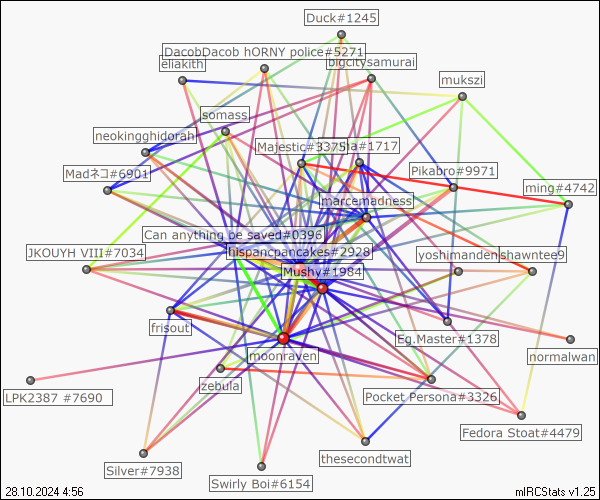 Duck#1245
DacobDacob hORNY police#5271
eliakith
bigcitysamurai
mukszi
somass
neokingghidorah
Majestic#3375
sha#1717
Madネコ#6901
Pikabro#9971
ming#4742
marcemadness
Can anything be saved#0396
JKOUYH VIII#7034
hispancpancakes#2928
yoshimanden
shawntee9
Mushy#1984
frisout
Eg.Master#1378
moonraven
normalwan
zebula
LPK2387 #7690
Pocket Persona#3326
Fedora Stoat#4479
thesecondtwat
Silver#7938
Swirly Boi#6154
28.10.2024 4:56
mIRCStats v1.25